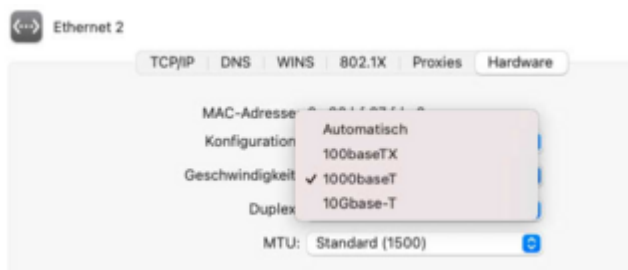 Ethernet 2
TCP/IP DNS WINS 802.1X Proxies Hardware
MAC-Adresse:
Konfiguration
Automatisch
100baseTX
Geschwindigkeit
✓ 1000baseT
Duplex
10Gbase-T
MTU: Standard (1500)